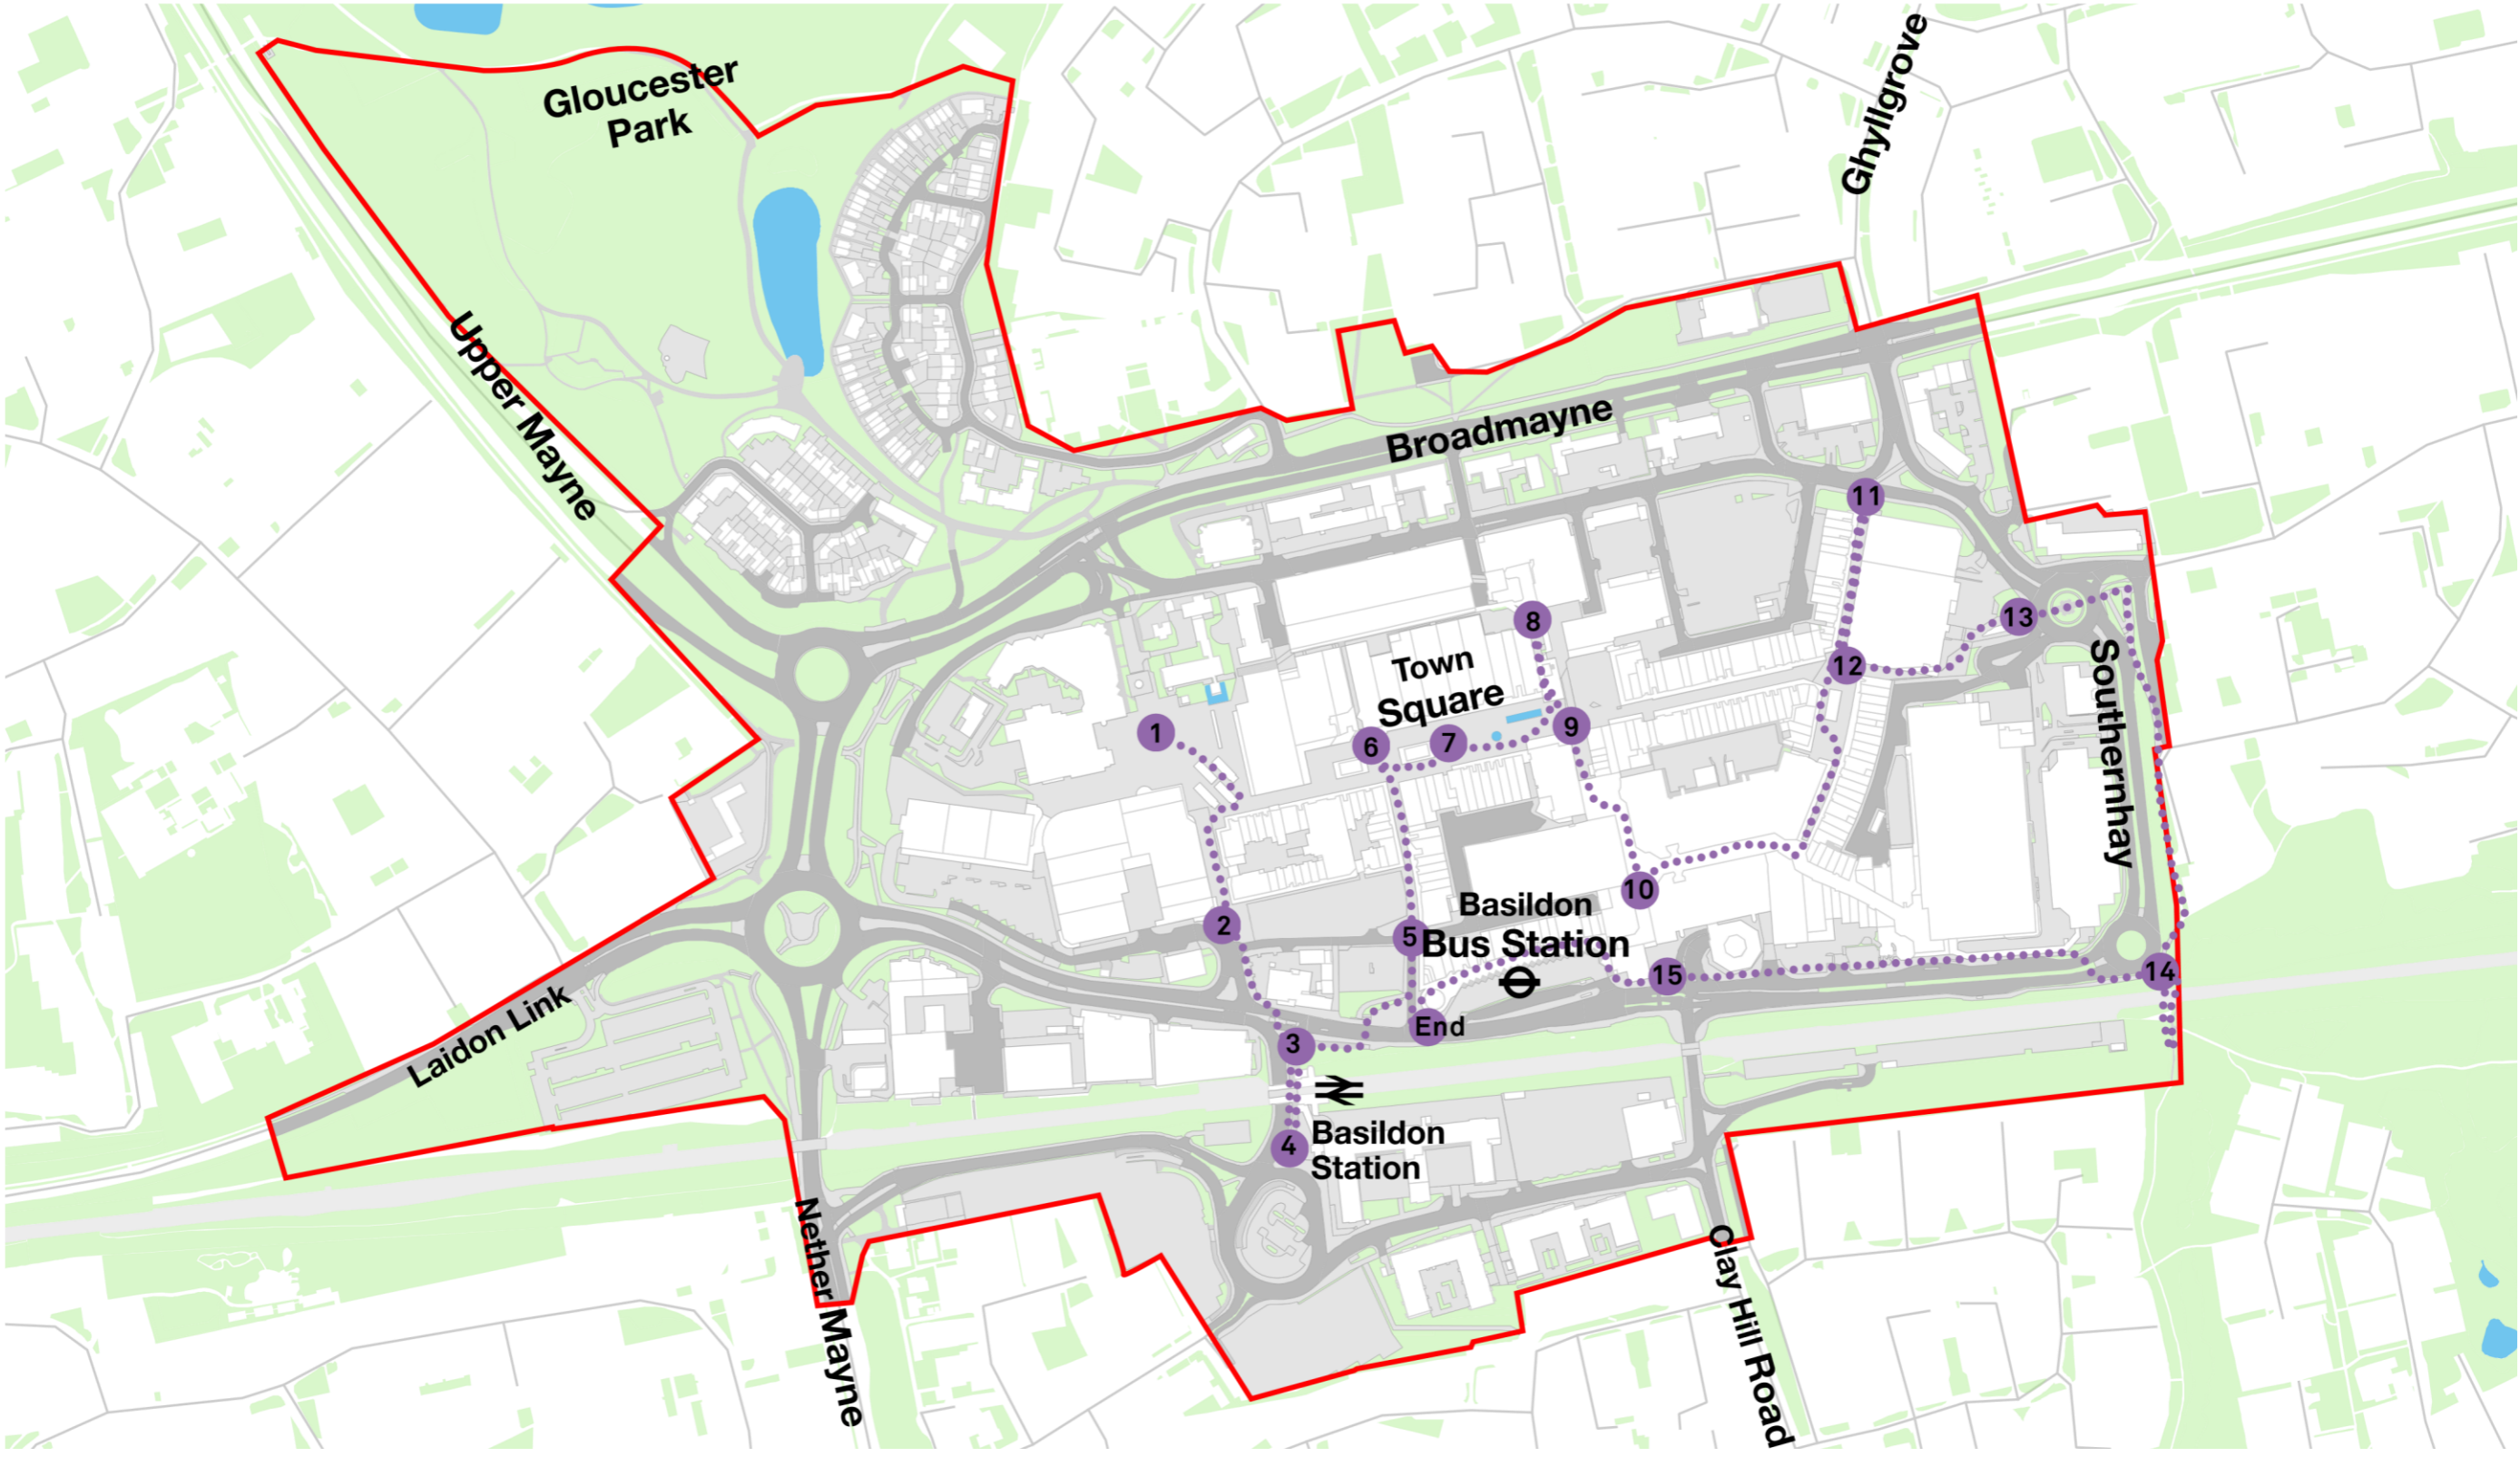 Ghyllgrove
Gloucester
Park
Upper Mayne
Broadmayne
11
8
13
Town
Square
12
Southernhay
1
6
7
9
10
Basildon
Bus Station
2
5
15
14
Laidon Link
End
3
4
Basildon
Station
Nether Mayne
Clay Hill Road